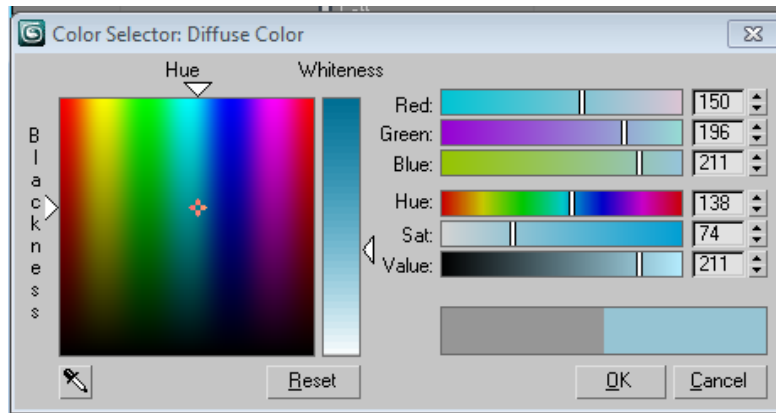 Color Selector: Diffuse Color
Hue Whiteness
Blackness
Red: 150
Green: 196
Blue: 211
Hue: 138
Sat: 74
Value: 211
Reset OK Cancel